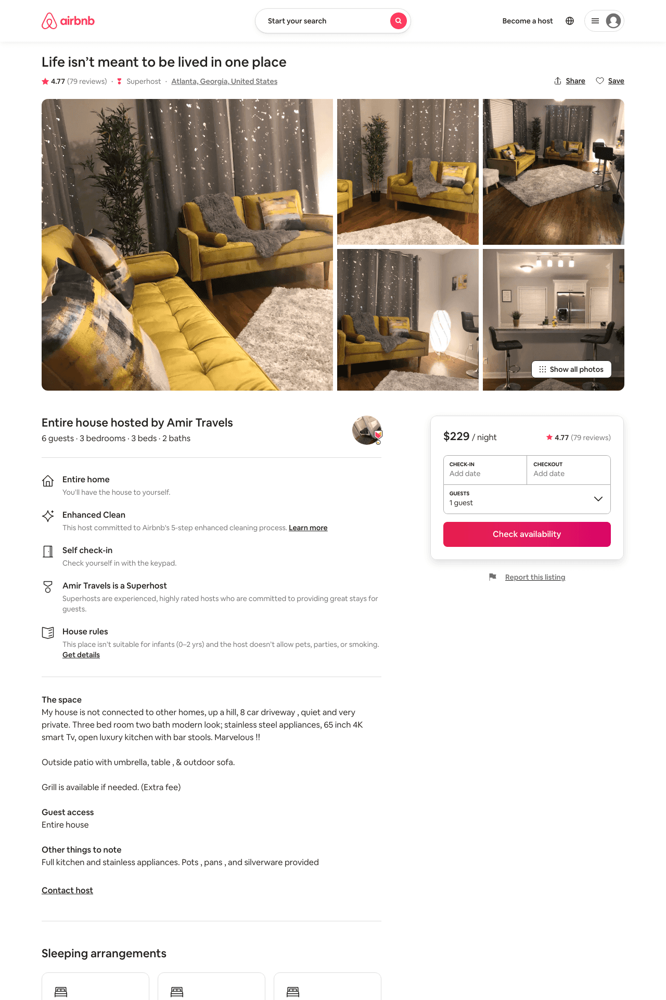 airbnb
Start your search
Become a host
Life isn’t meant to be lived in one place
4.77 (79 reviews) · Superhost · Atlanta, Georgia, United States
Share
Save
Show all photos
Entire house hosted by Amir Travels
6 guests · 3 bedrooms · 3 beds · 2 baths
Entire home
You’ll have the house to yourself.
Enhanced Clean
This host committed to Airbnb's 5-step enhanced cleaning process. Learn more
Self check-in
Check yourself in with the keypad.
Amir Travels is a Superhost
Superhosts are experienced, highly rated hosts who are committed to providing great stays for
guests.
House rules
This place isn’t suitable for infants (0–2 yrs) and the host doesn’t allow pets, parties, or smoking.
Get details
$229 / night
4.77 (79 reviews)
CHECK-IN
Add date
CHECKOUT
Add date
GUESTS
1 guest
Check availability
Report this listing
The space
My house is not connected to other homes, up a hill, 8 car driveway , quiet and very
private. Three bed room two bath modern look; stainless steel appliances, 65 inch 4K
smart Tv, open luxury kitchen with bar stools. Marvelous !!
Outside patio with umbrella, table , & outdoor sofa.
Grill is available if needed. (Extra fee)
Guest access
Entire house
Other things to note
Full kitchen and stainless appliances. Pots , pans , and silverware provided
Contact host
Sleeping arrangements